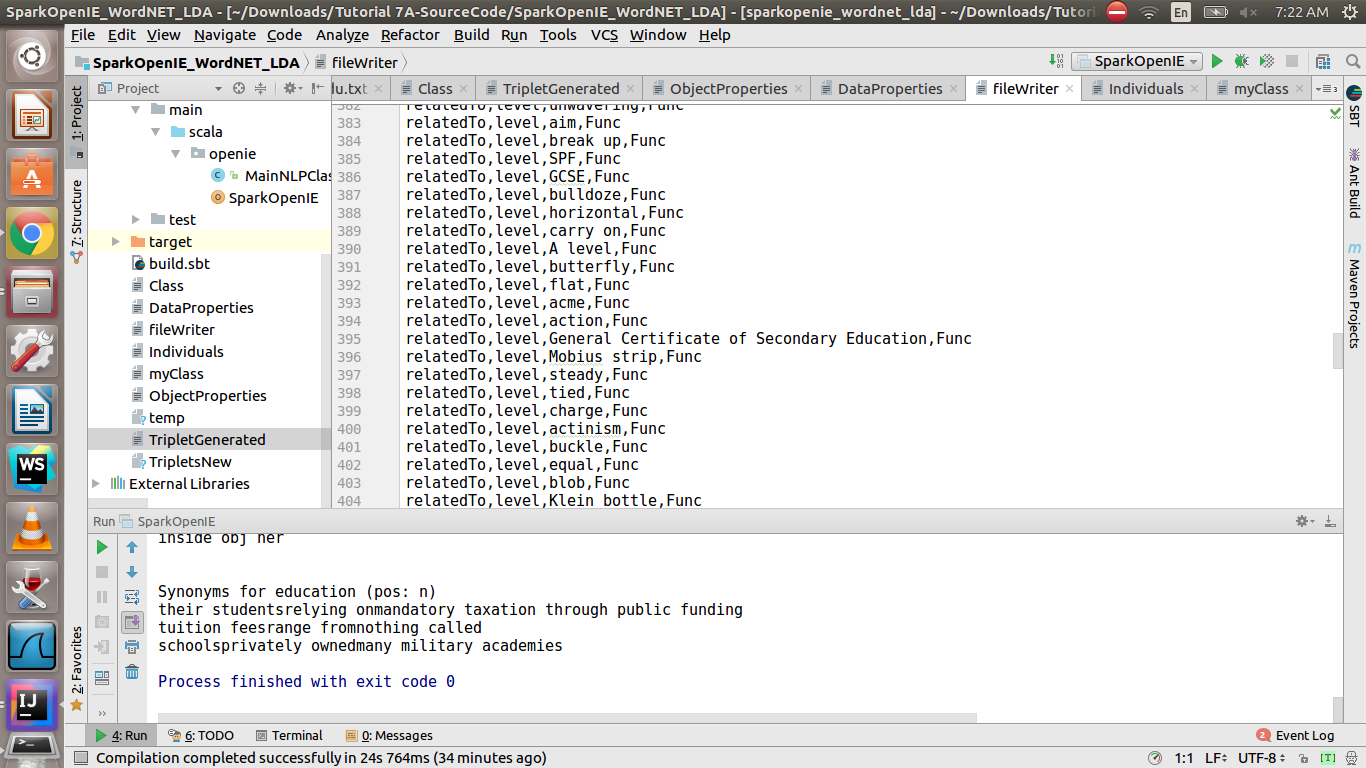 SparkOpenIE_WordNET_LDA - [~/Downloads/Tutorial 7A-SourceCode/SparkOpenIE_WordNET_LDA] - [sparkopenie_wordnet_lda] - ~/Downloads/Tutor
En
7:22 AM
File Edit View Navigate Code Analyze Refactor Build Run Tools VCS Window Help
SparkOpenIE_WordNET_LDA fileWriter
SparkOpenIE
Project
du.txt Class TripletGenerated ObjectProperties DataProperties fileWriter Individuals myClass
3
1: Project
7: Structure
2: Favorites
main
scala
openie
MainNLPClas
SparkOpenIE
test
target
build.sbt
Class
DataProperties
fileWriter
Individuals
myClass
ObjectProperties
temp
TripletGenerated
TripletsNew
External Libraries
382 relatedTo,level,unwavering,Func
383 relatedTo,level,aim,Func
384 relatedTo,level,break up,Func
385 relatedTo,level,SPF,Func
386 relatedTo,level,GCSE,Func
387 relatedTo,level,bulldoze,Func
388 relatedTo,level,horizontal,Func
389 relatedTo,level,carry on,Func
390 relatedTo,level,A level,Func
391 relatedTo,level,butterfly,Func
392 relatedTo,level,flat,Func
393 relatedTo,level,acme,Func
394 relatedTo,level,action,Func
395 relatedTo,level,General Certificate of Secondary Education,Func
396 relatedTo,level,Mobius strip,Func
397 relatedTo,level,steady,Func
398 relatedTo,level,tied,Func
399 relatedTo,level,charge,Func
400 relatedTo,level,actinism,Func
401 relatedTo,level,buckle,Func
402 relatedTo,level,equal,Func
403 relatedTo,level,blob,Func
404 relatedTo,level,Klein bottle,Func
SBT
Ant Build
Maven Projects
WS
IJ
Run SparkOpenIE
inside obj her
Synonyms for education (pos: n)
their studentsrelying onmandatory taxation through public funding
tuition feesrange fromnothing called
schoolsprivately ownedmany military academies
Process finished with exit code 0
4: Run 6: TODO Terminal 0: Messages
2 Event Log
Compilation completed successfully in 24s 764ms (34 minutes ago)
1:1 LF UTF-8 [T]